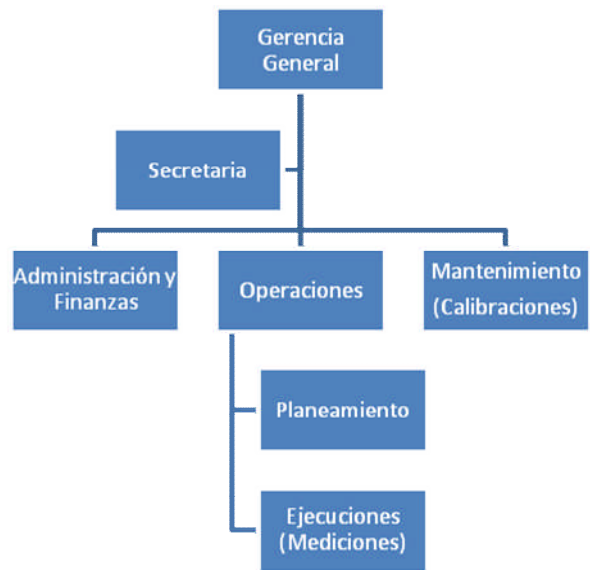 Gerencia
General
Secretaria
Administración y
Finanzas
Operaciones
Mantenimiento
(Calibraciones)
Planeamiento
Ejecuciones
(Mediciones)